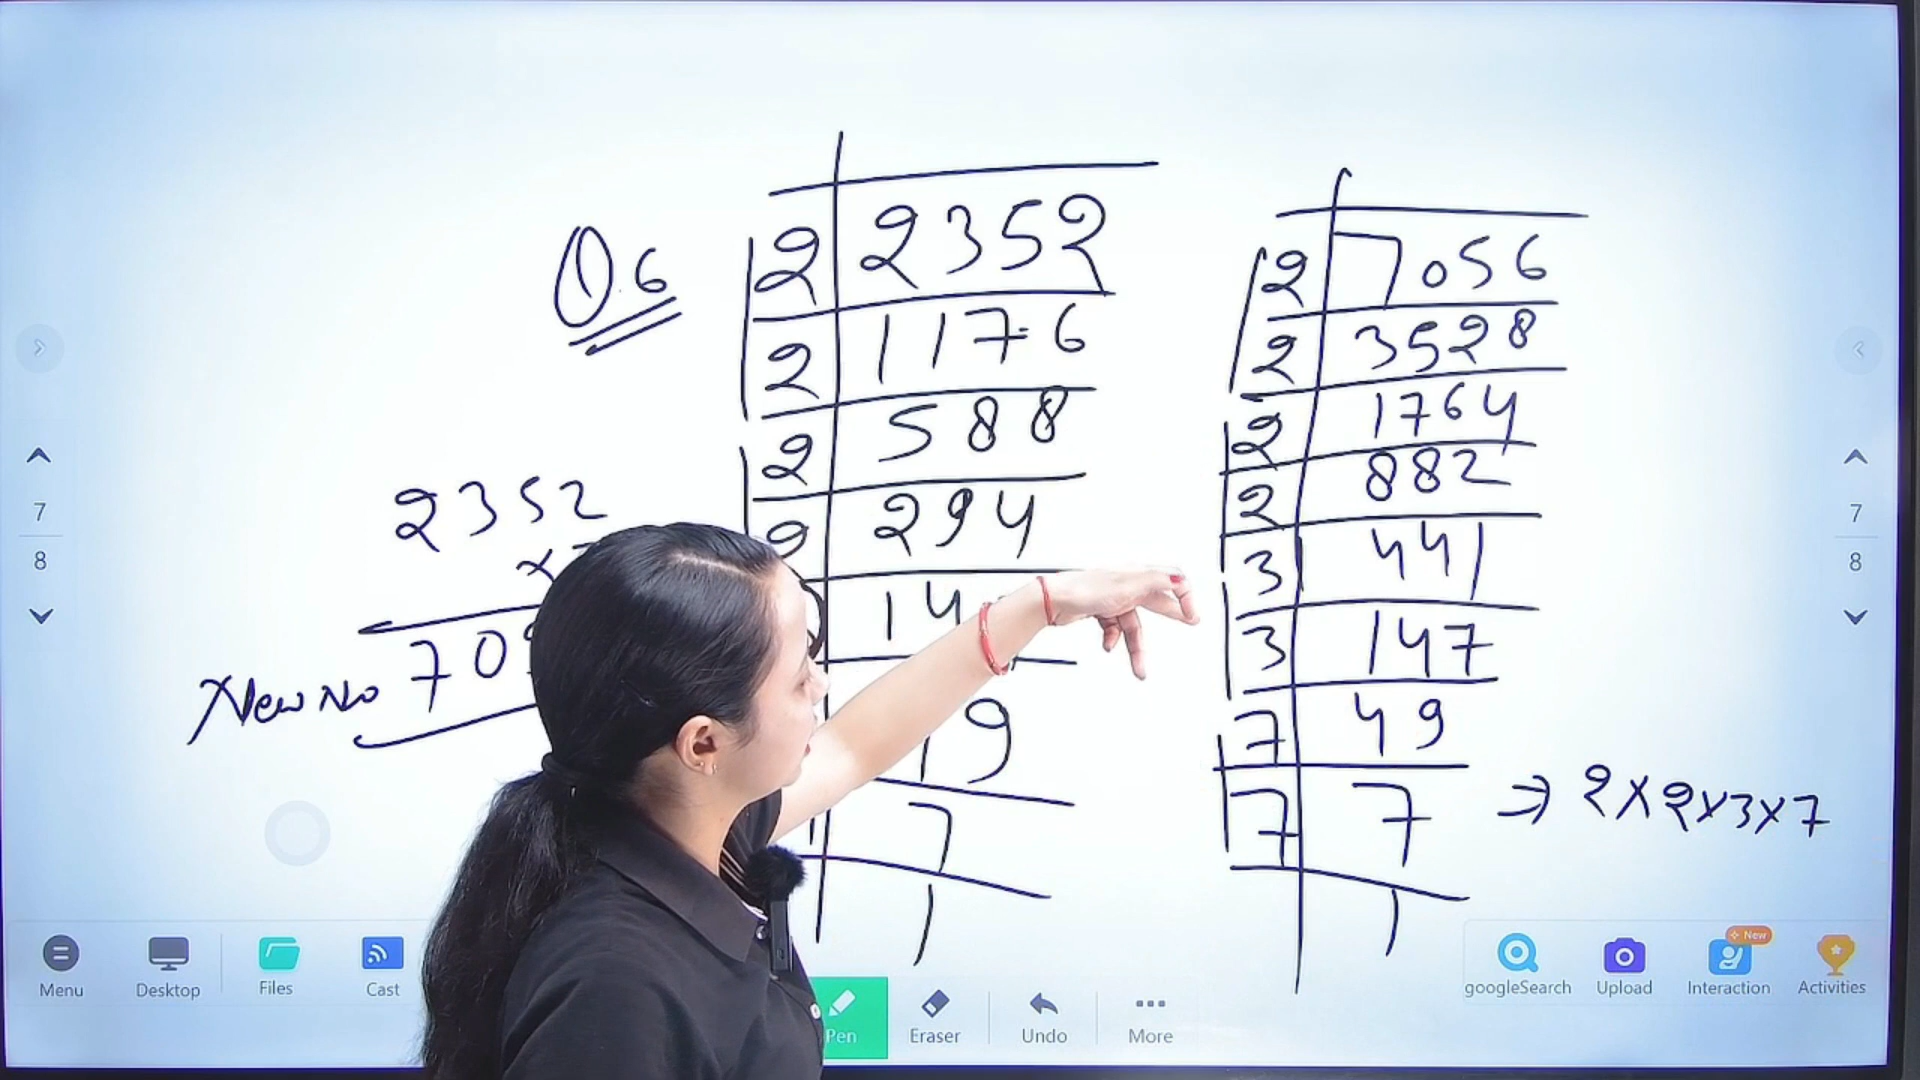 Q.6
2 2352
2 1176
2 588
2 294
14
19
7
1
2352
×
New No 70
2 7056
2 3528
2 1764
2 882
3 441
3 147
7 49
7 7 → 2×2×3×7
1
7
8
7
8
Menu
Desktop
Files
Cast
Pen
Eraser
Undo
More
googleSearch
Upload
New
Interaction
Activities